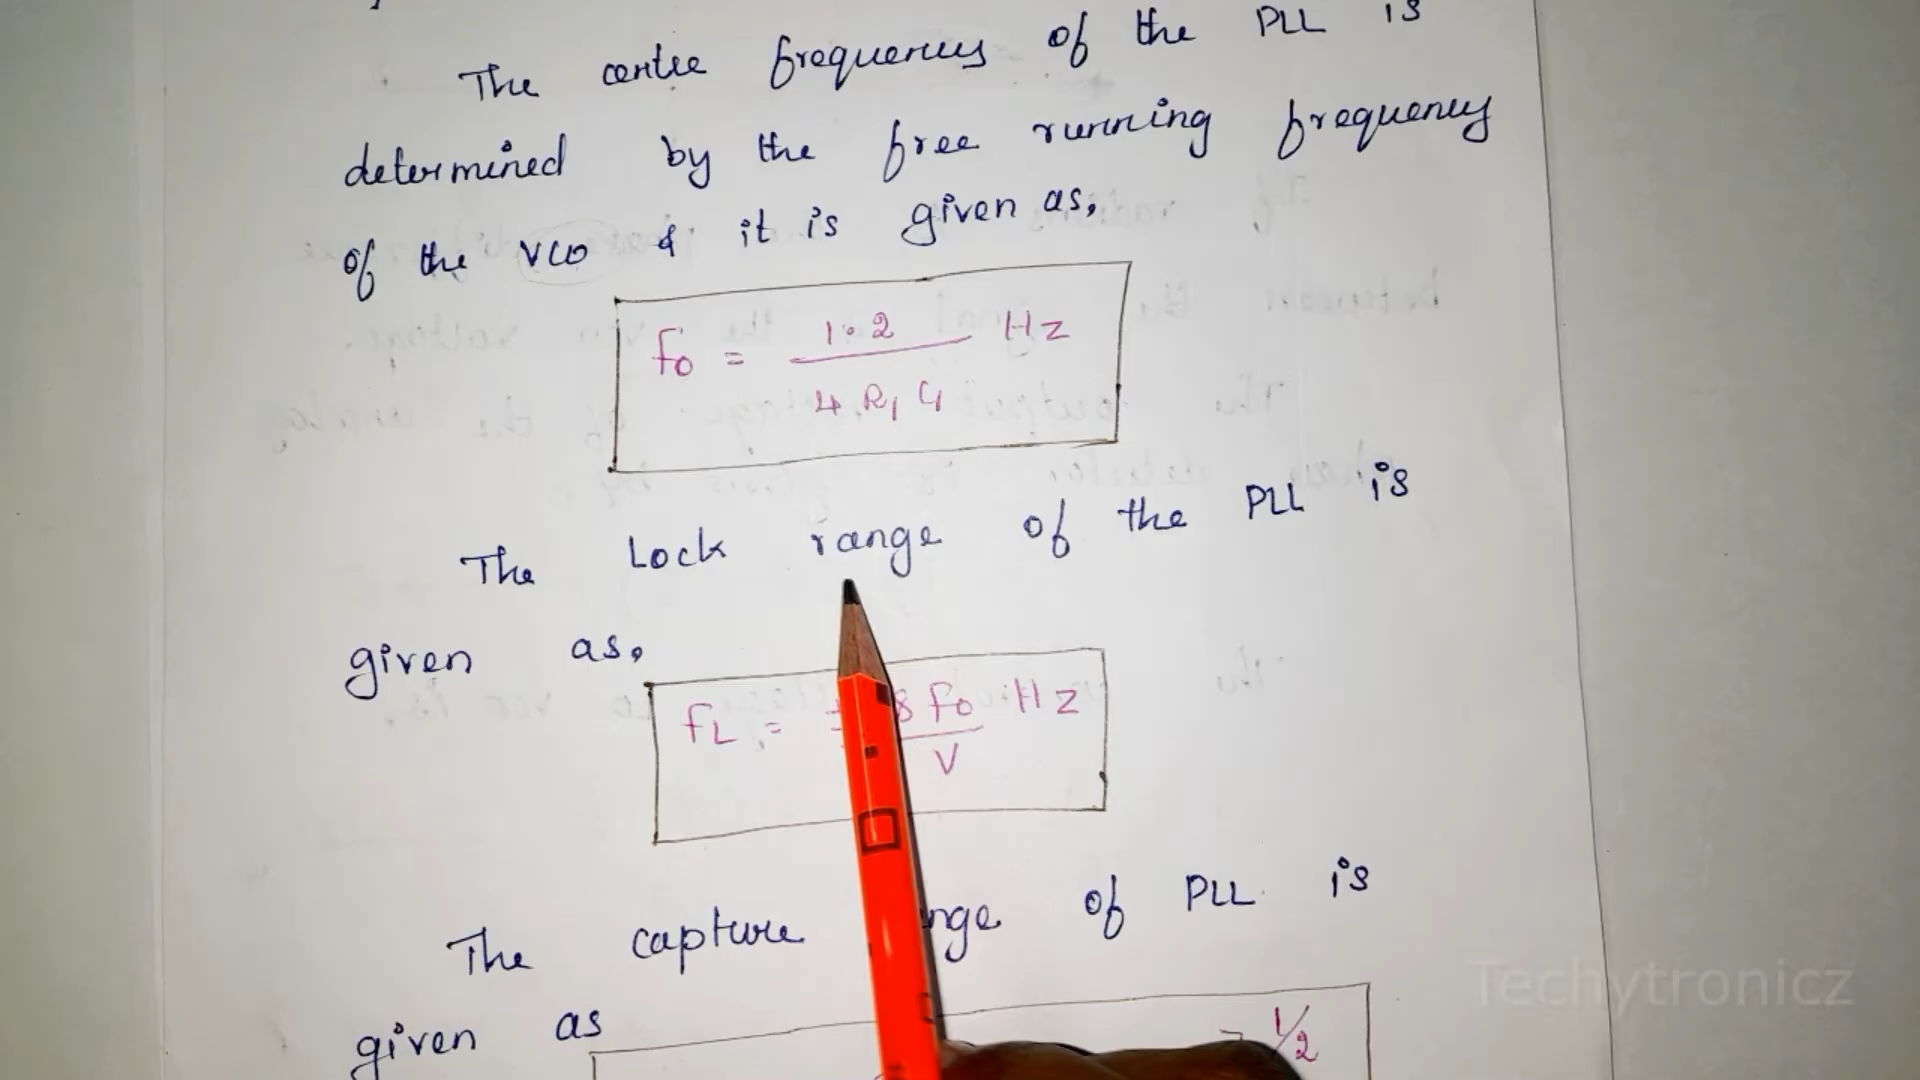 The centre frequency of the PLL is
determined by the free running frequency
of the VCO & it is given as,
fo = 1.2 / 4 R1 C1 Hz
The Lock range of the PLL is
given as,
fL = 8 fo / V Hz
The capture of PLL is
given as
1/2
Techytronicz